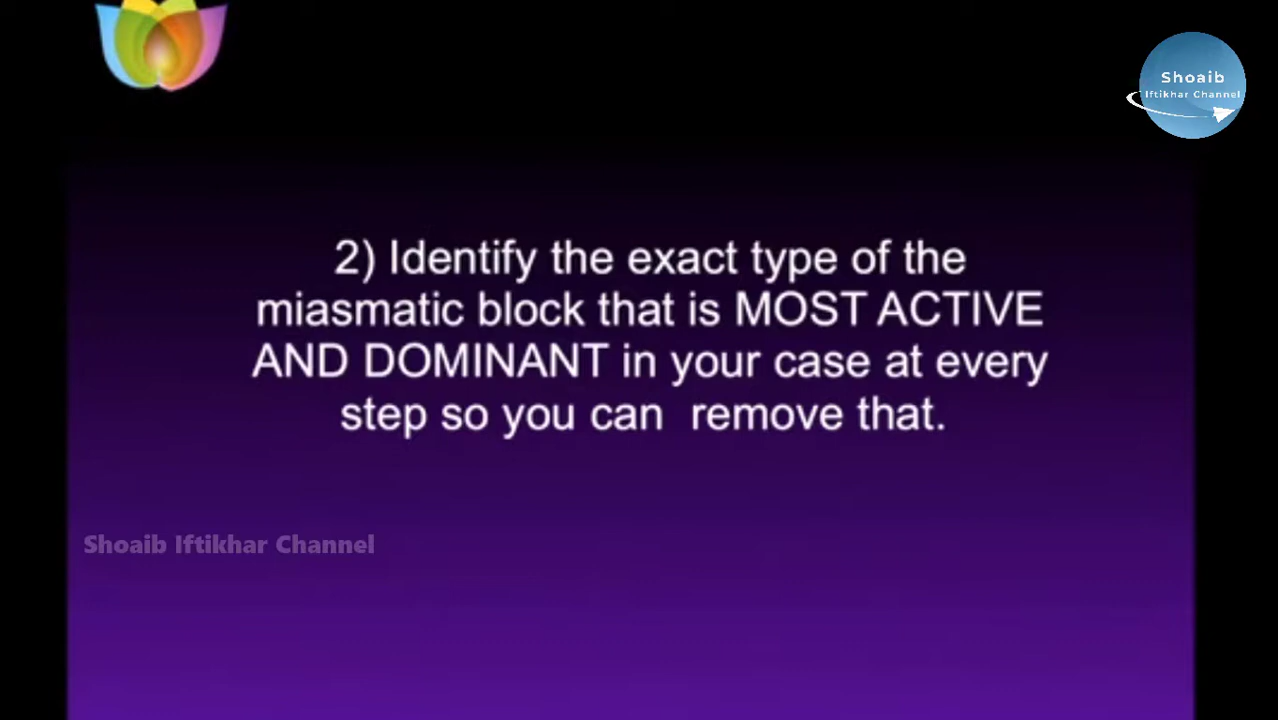 Shoaib
Iftikhar Channel
2) Identify the exact type of the
miasmatic block that is MOST ACTIVE
AND DOMINANT in your case at every
step so you can  remove that.
Shoaib Iftikhar Channel